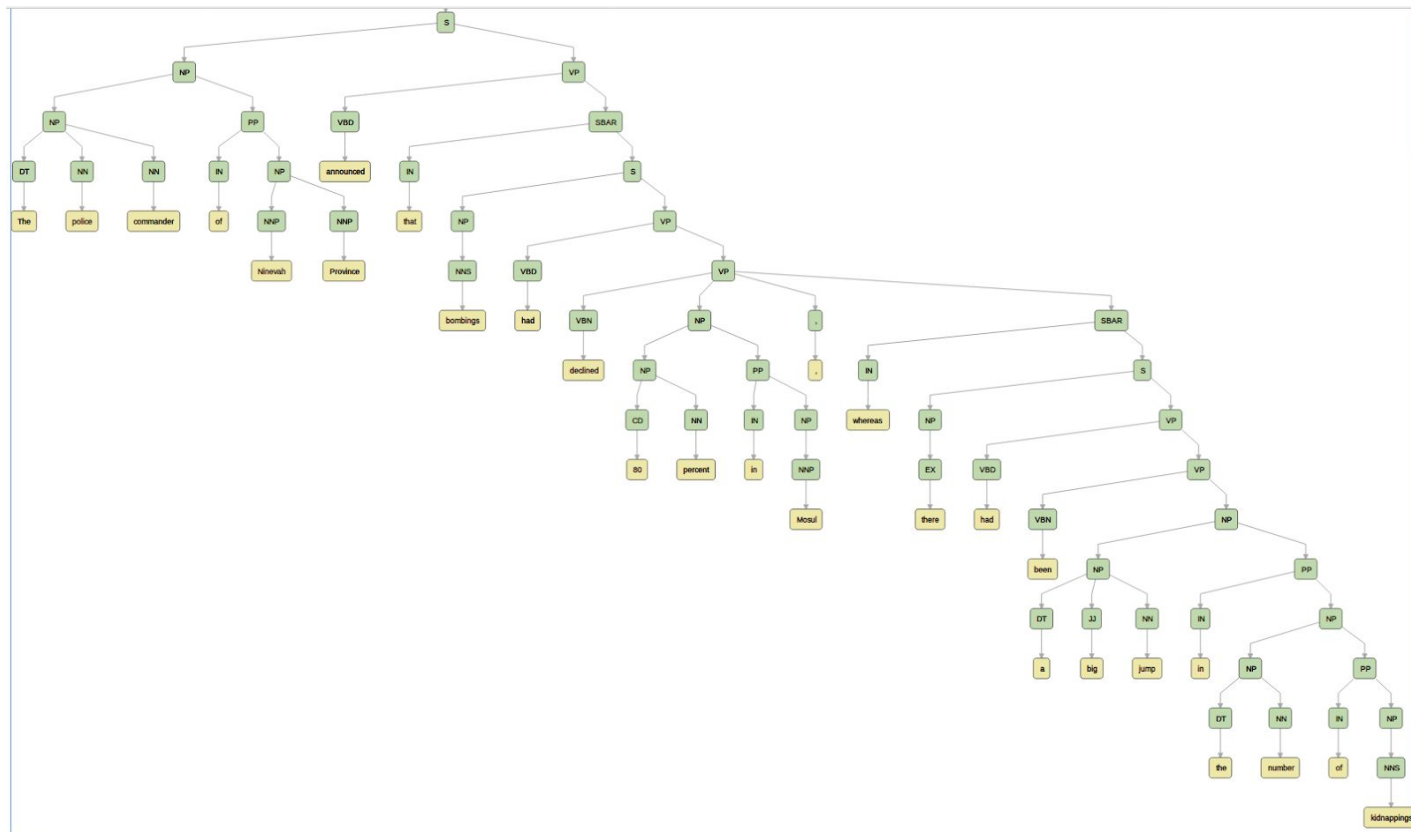 S
NP VP
NP PP VBD SBAR
DT NN NN IN NP announced IN S
The police commander of NNP NNP that NP VP
Ninevah Province NNS VBD VP
bombings had VBN NP , SBAR
declined NP PP , IN S
CD NN IN NP whereas NP VP
80 percent in NNP EX VBD VP
Mosul there had VBN NP
been NP PP
DT JJ NN IN NP
a big jump in NP PP
DT NN IN NP
the number of NNS
kidnappings